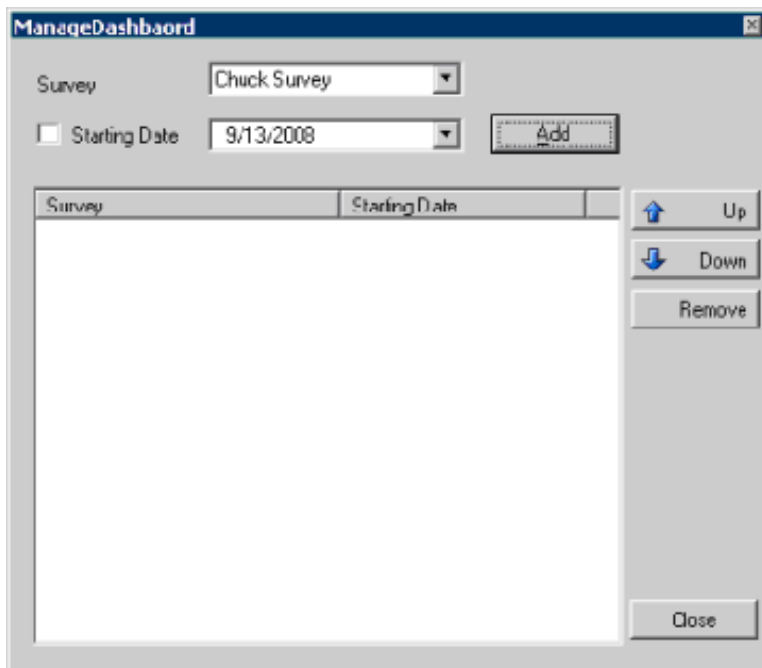 ManageDashbaord
Survey
Chuck Survey
Starting Date
9/13/2008
Add
Survey
Starting Date
Up
Down
Remove
Close